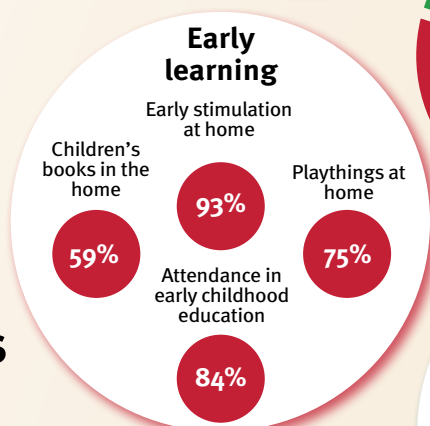 Early
learning
Early stimulation
at home
93%
Children's
books in the
home
59%
Playthings at
home
75%
Attendance in
early childhood
education
84%
s